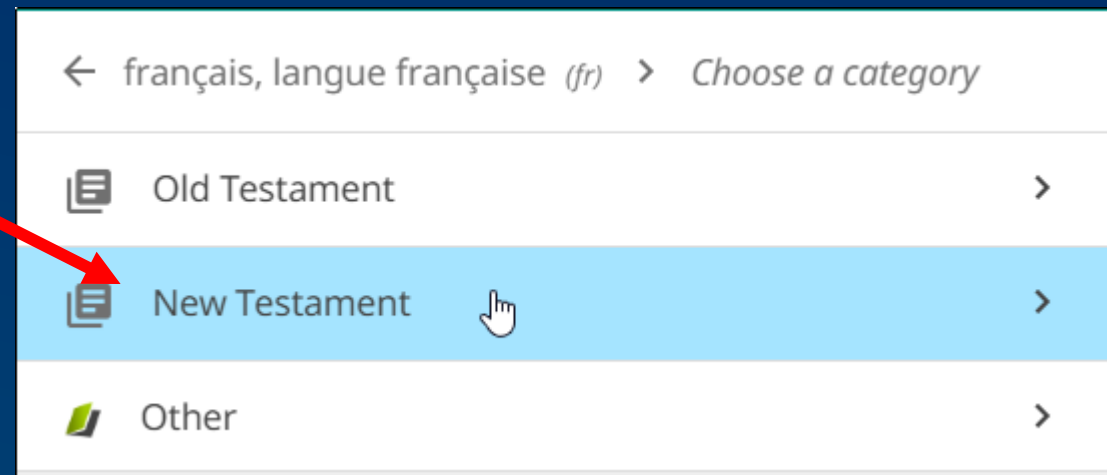 ← français, langue française (fr) > Choose a category
Old Testament >
New Testament >
Other >